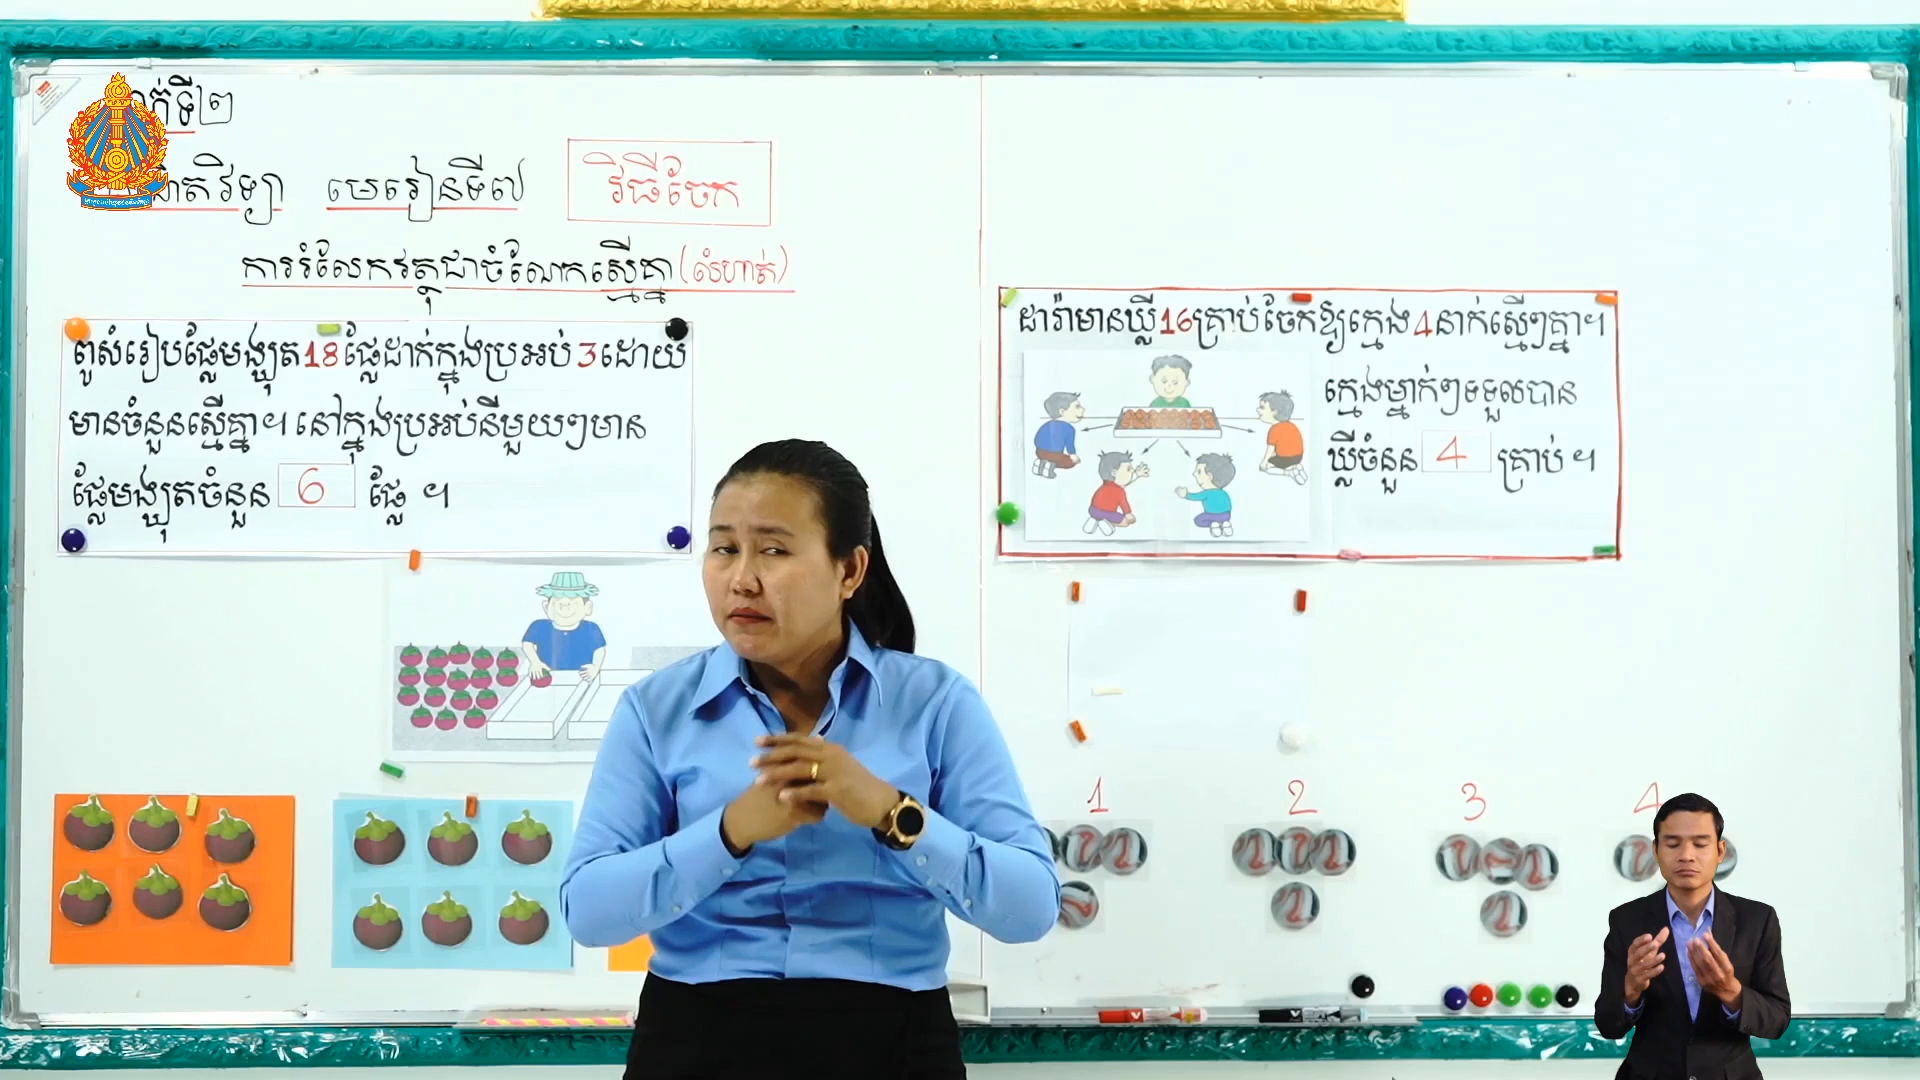 ទី២
វិទ្យា មេរៀនទី៧ វិធីចែក
ការរំលែកវត្ថុជាចំណែកស្មើគ្នា (លំហាត់)
ពូសំរៀបផ្លែមង្ឃុត 18 ផ្លែដាក់ក្នុងប្រអប់ 3 ដោយ
មានចំនួនស្មើគ្នា។ នៅក្នុងប្រអប់នីមួយៗមាន
ផ្លែមង្ឃុតចំនួន 6 ផ្លែ ។
ដារ៉ាមានឃ្លី 16 គ្រាប់ចែកឱ្យក្មេង 4 នាក់ស្មើៗគ្នា។
ក្មេងម្នាក់ៗទទួលបាន
ឃ្លីចំនួន 4 គ្រាប់ ។
1 2 3 4